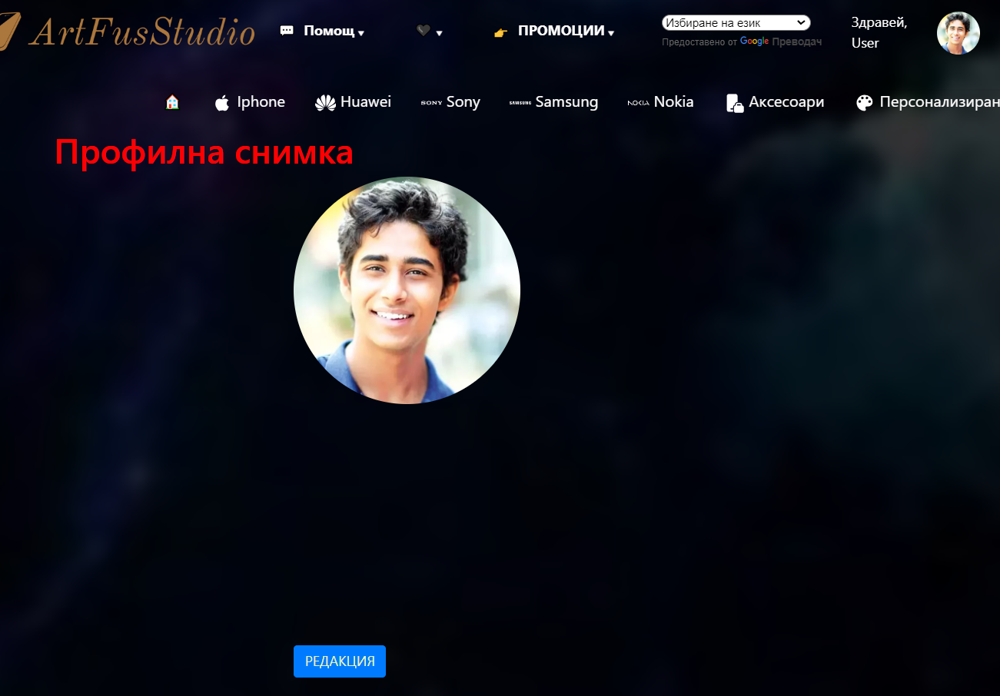 ArtFusStudio
Помощ
ПРОМОЦИИ
Избиране на език
Предоставено от Google Преводач
Здравей,
User
Iphone
SONY Sony
Huawei
SAMSUNG Samsung
NOKIA Nokia
Аксесоари
Персонализиран
Профилна снимка
РЕДАКЦИЯ